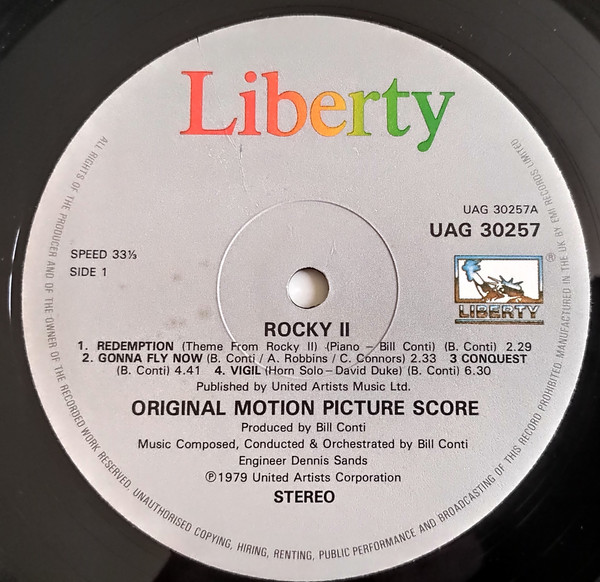 Liberty
UAG 30257A
UAG 30257
SPEED 33⅓
SIDE 1
®
LIBERTY
ROCKY II
1. REDEMPTION (Theme From Rocky II) (Piano – Bill Conti) (B. Conti) 2.29
2. GONNA FLY NOW (B. Conti / A. Robbins / C. Connors) 2.33 3 CONQUEST
(B. Conti) 4.41 4. VIGIL (Horn Solo – David Duke) (B. Conti) 6.30
Published by United Artists Music Ltd.
ORIGINAL MOTION PICTURE SCORE
Produced by Bill Conti
Music Composed, Conducted & Orchestrated by Bill Conti
Engineer Dennis Sands
℗1979 United Artists Corporation
STEREO
ALL RIGHTS OF THE PRODUCER AND OF THE OWNER OF THE RECORDED WORK RESERVED. UNAUTHORISED COPYING, HIRING, RENTING, PUBLIC PERFORMANCE AND BROADCASTING OF THIS RECORD PROHIBITED. MANUFACTURED IN THE UK BY EMI RECORDS LIMITED